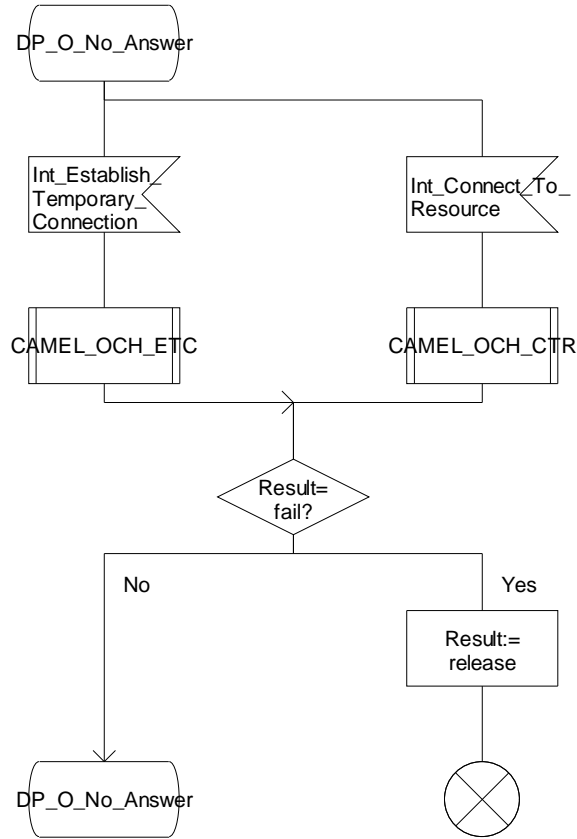 DP_O_No_Answer
Int_Establish_
Temporary_
Connection
Int_Connect_To_
Resource
CAMEL_OCH_ETC
CAMEL_OCH_CTR
Result=
fail?
No
Yes
Result:=
release
DP_O_No_Answer